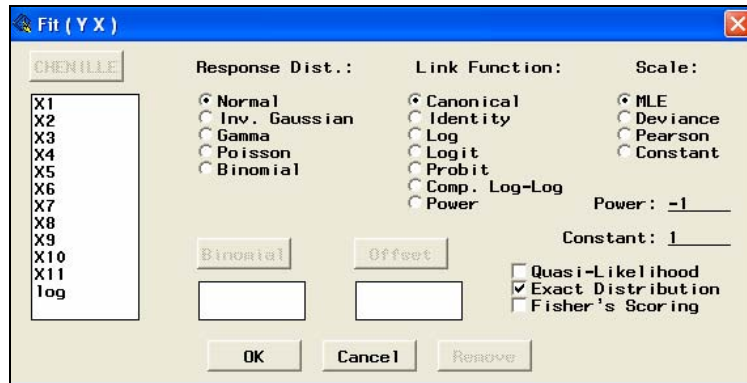 Fit ( Y X )
CHENILLE
X1
X2
X3
X4
X5
X6
X7
X8
X9
X10
X11
log
Response Dist.:
Normal
Inv. Gaussian
Gamma
Poisson
Binomial
Link Function:
Canonical
Identity
Log
Logit
Probit
Comp. Log-Log
Power
Scale:
MLE
Deviance
Pearson
Constant
Power: -1
Constant: 1
Binomial
Offset
Quasi-Likelihood
Exact Distribution
Fisher's Scoring
OK
Cancel
Remove